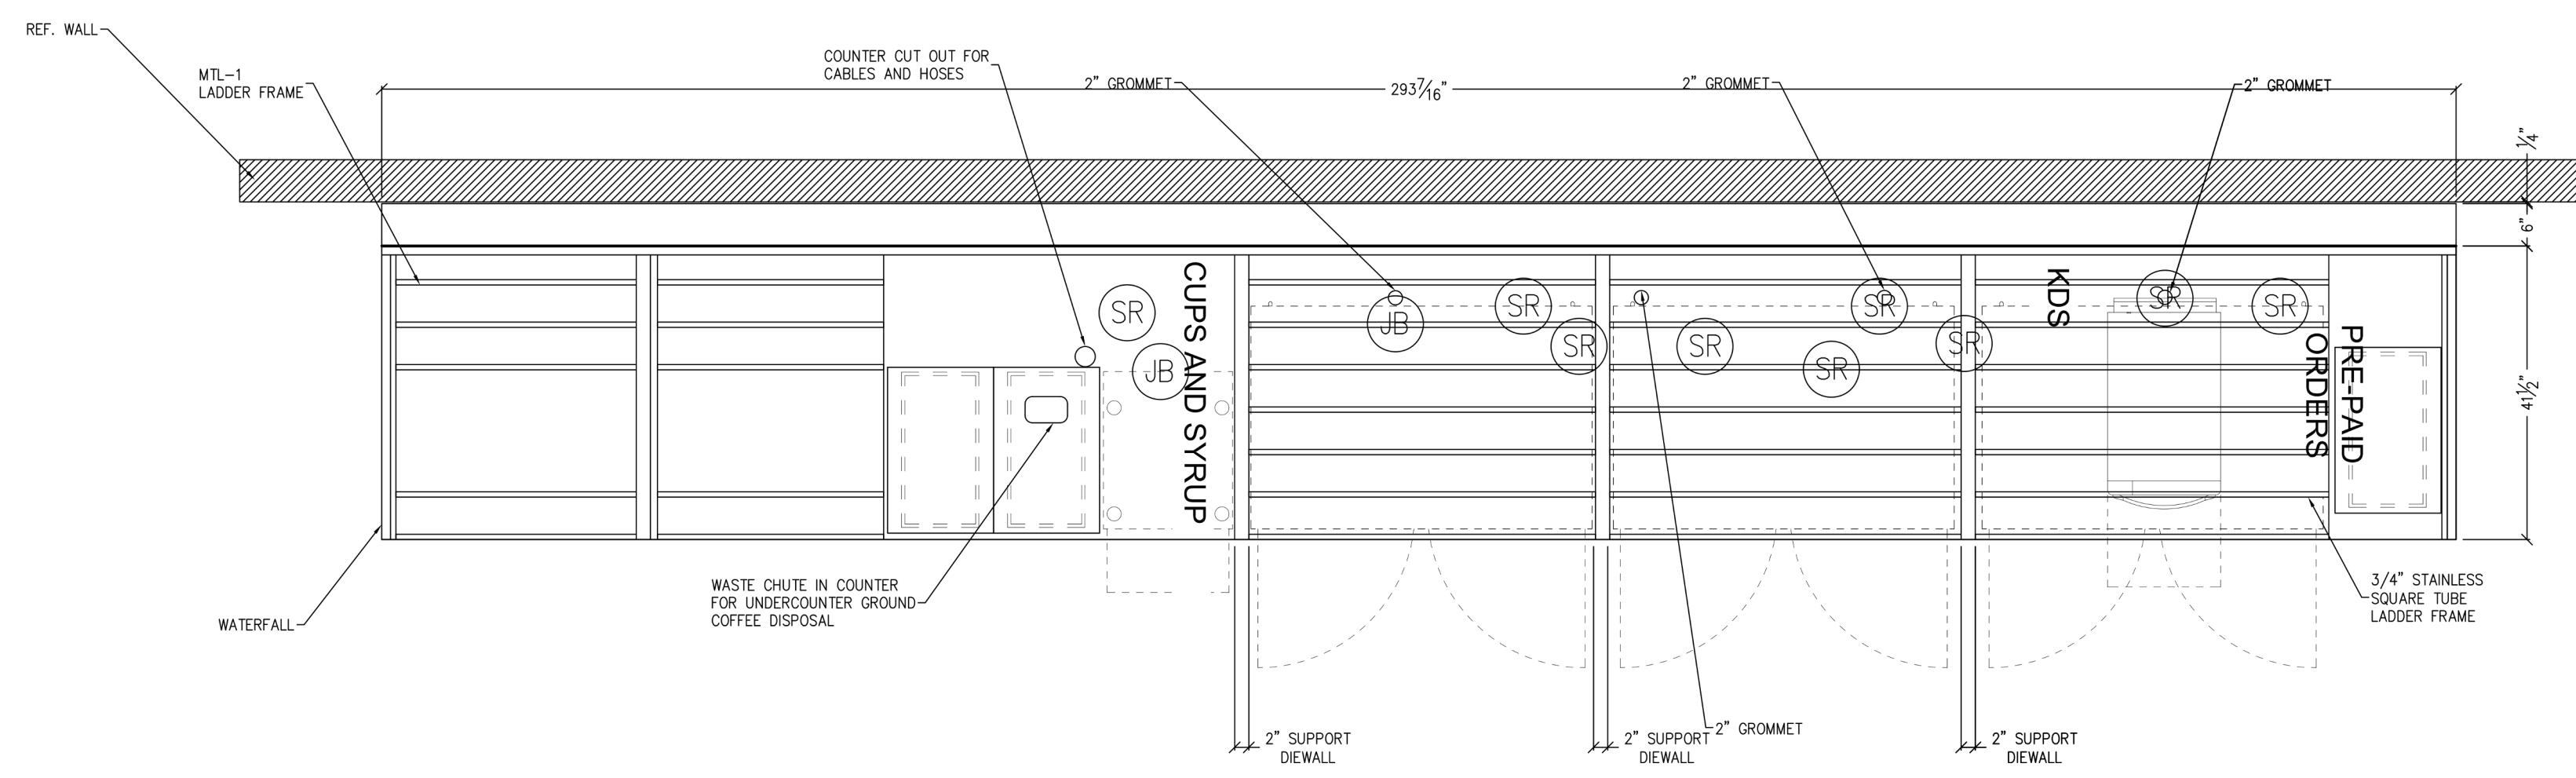 REF. WALL
MTL-1
LADDER FRAME
COUNTER CUT OUT FOR
CABLES AND HOSES
2" GROMMET
293 7/16"
2" GROMMET
2" GROMMET
1/4"
6"
41 1/2"
CUPS AND SYRUP
KDS
PRE-PAID
ORDERS
SR
JB
JB
SR
SR
SR
SR
SR
SR
SR
SR
WASTE CHUTE IN COUNTER
FOR UNDERCOUNTER GROUND
COFFEE DISPOSAL
WATERFALL
3/4" STAINLESS
SQUARE TUBE
LADDER FRAME
2" SUPPORT
DIEWALL
2" SUPPORT
DIEWALL
2" GROMMET
2" SUPPORT
DIEWALL